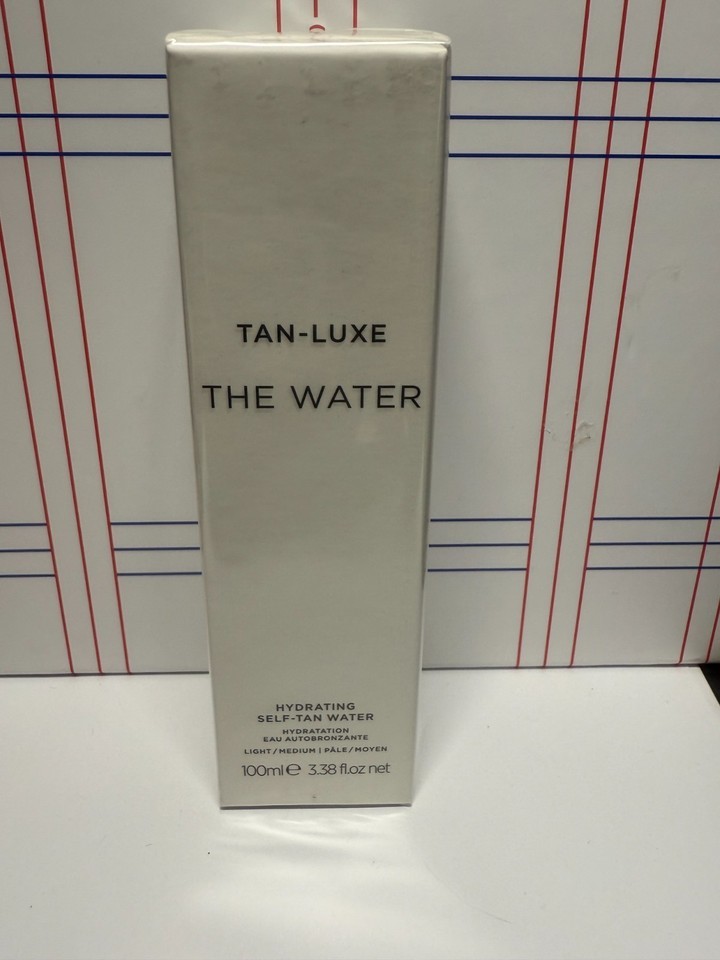 TAN-LUXE
THE WATER
HYDRATING
SELF-TAN WATER
HYDRATATION
EAU AUTOBRONZANTE
LIGHT/MEDIUM | PÂLE/MOYEN
100ml ℮ 3.38 fl.oz net